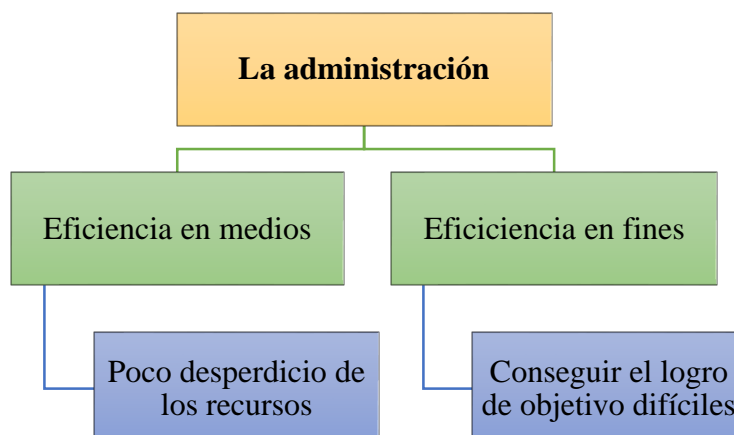 La administración
Eficiencia en medios
Eficiciencia en fines
Poco desperdicio de
los recursos
Conseguir el logro
de objetivo difíciles